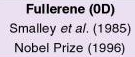 Fullerene (0D)
Smalley et al. (1985)
Nobel Prize (1996)